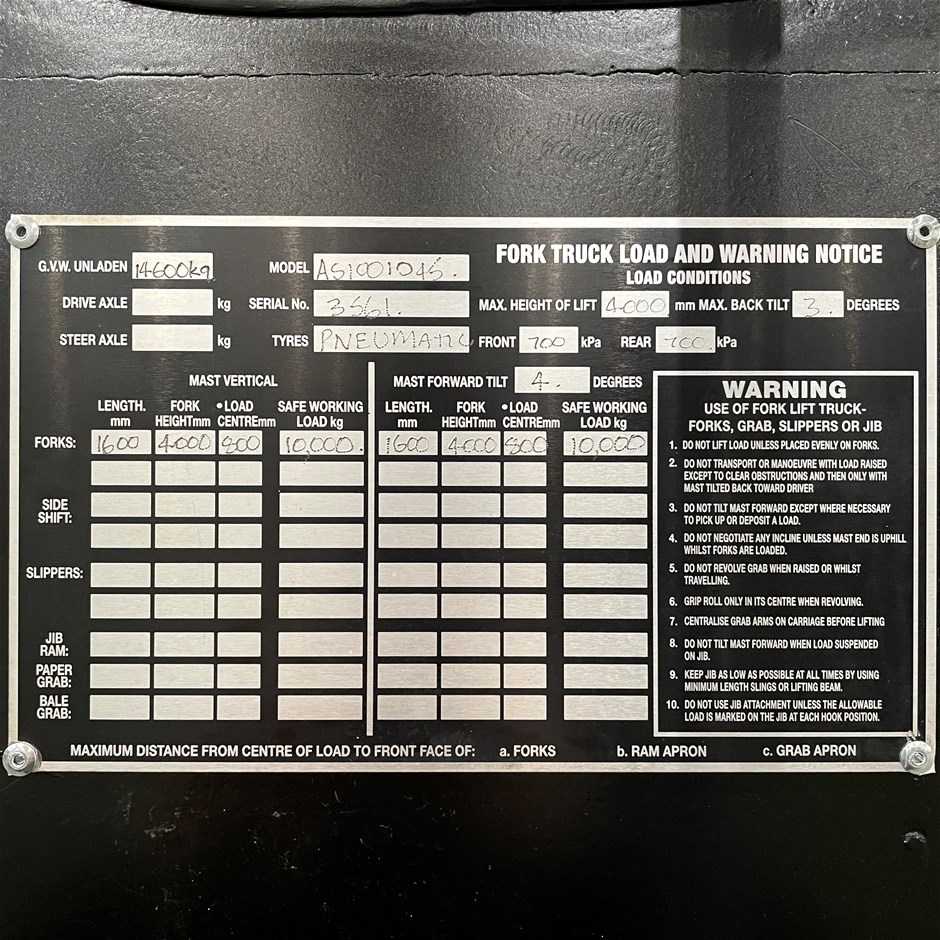 FORK TRUCK LOAD AND WARNING NOTICE
LOAD CONDITIONS
G.V.W. UNLADEN 14600kg MODEL AS1001045.
DRIVE AXLE kg SERIAL No. 3561. MAX. HEIGHT OF LIFT 4000 mm MAX. BACK TILT 3. DEGREES
STEER AXLE kg TYRES PNEUMATIC FRONT 700 kPa REAR 700. kPa
MAST VERTICAL MAST FORWARD TILT 4. DEGREES
LENGTH. FORK •LOAD SAFE WORKING LENGTH. FORK •LOAD SAFE WORKING
mm HEIGHTmm CENTREmm LOAD kg mm HEIGHTmm CENTREmm LOAD kg
FORKS: 1600 4000 800 10,000. 1600 4000 800 10,000
SIDE
SHIFT:
SLIPPERS:
JIB
RAM:
PAPER
GRAB:
BALE
GRAB:
WARNING
USE OF FORK LIFT TRUCK-
FORKS, GRAB, SLIPPERS OR JIB
1. DO NOT LIFT LOAD UNLESS PLACED EVENLY ON FORKS.
2. DO NOT TRANSPORT OR MANOEUVRE WITH LOAD RAISED
EXCEPT TO CLEAR OBSTRUCTIONS AND THEN ONLY WITH
MAST TILTED BACK TOWARD DRIVER
3. DO NOT TILT MAST FORWARD EXCEPT WHERE NECESSARY
TO PICK UP OR DEPOSIT A LOAD.
4. DO NOT NEGOTIATE ANY INCLINE UNLESS MAST END IS UPHILL
WHILST FORKS ARE LOADED.
5. DO NOT REVOLVE GRAB WHEN RAISED OR WHILST
TRAVELLING.
6. GRIP ROLL ONLY IN ITS CENTRE WHEN REVOLVING.
7. CENTRALISE GRAB ARMS ON CARRIAGE BEFORE LIFTING
8. DO NOT TILT MAST FORWARD WHEN LOAD SUSPENDED
ON JIB.
9. KEEP JIB AS LOW AS POSSIBLE AT ALL TIMES BY USING
MINIMUM LENGTH SLINGS OR LIFTING BEAM.
10. DO NOT USE JIB ATTACHMENT UNLESS THE ALLOWABLE
LOAD IS MARKED ON THE JIB AT EACH HOOK POSITION.
MAXIMUM DISTANCE FROM CENTRE OF LOAD TO FRONT FACE OF: a. FORKS b. RAM APRON c. GRAB APRON